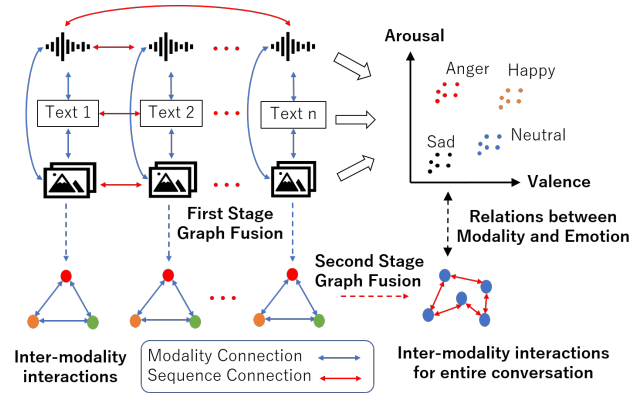 Arousal
Anger
Happy
Text 1
Text 2
Text n
Sad
Neutral
Valence
First Stage
Graph Fusion
Relations between
Modality and Emotion
Second Stage
Graph Fusion
Inter-modality
interactions
Modality Connection
Sequence Connection
Inter-modality interactions
for entire conversation